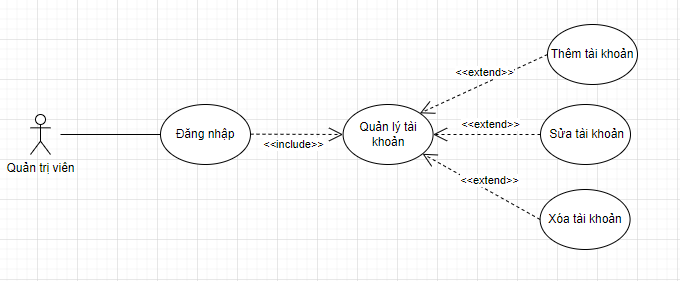 Thêm tài khoản
<<extend>>
Đăng nhập
<<include>>
Quản lý tài
khoản
<<extend>>
Sửa tài khoản
Quản trị viên
<<extend>>
Xóa tài khoản